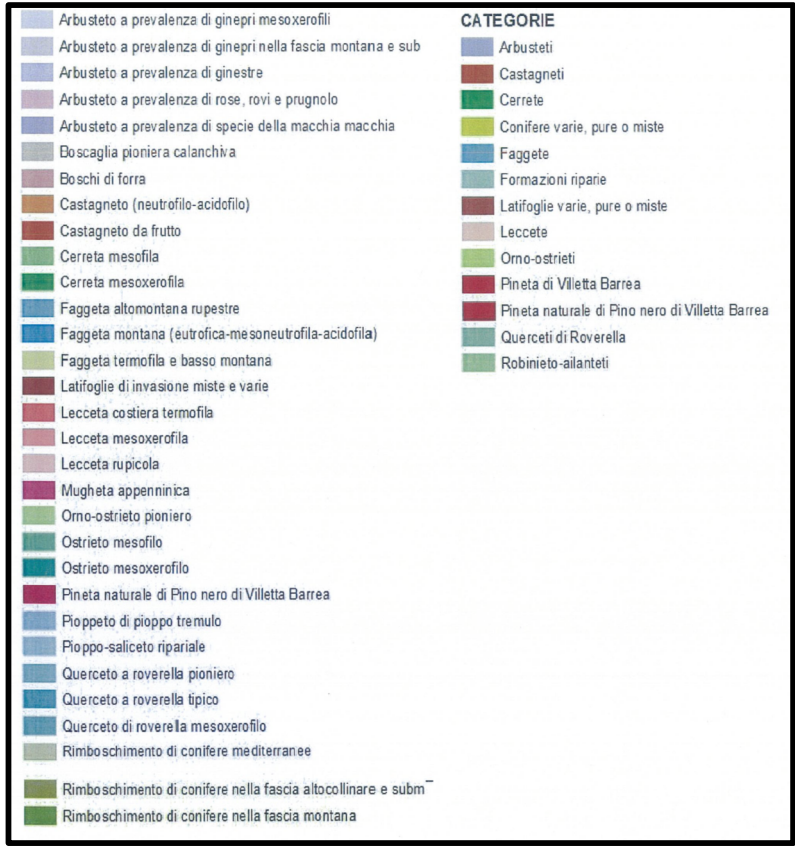 Arbusteto a prevalenza di ginepri mesoxerofili
Arbusteto a prevalenza di ginepri nella fascia montana e sub
Arbusteto a prevalenza di ginestre
Arbusteto a prevalenza di rose, rovi e prugnolo
Arbusteto a prevalenza di specie della macchia macchia
Boscaglia pioniera calanchiva
Boschi di forra
Castagneto (neutrofilo-acidofilo)
Castagneto da frutto
Cerreta mesofila
Cerreta mesoxerofila
Faggeta altomontana rupestre
Faggeta montana (eutrofica-mesoneutrofila-acidofila)
Faggeta termofila e basso montana
Latifoglie di invasione miste e varie
Lecceta costiera termofila
Lecceta mesoxerofila
Lecceta rupicola
Mugheta appenninica
Orno-ostrieto pioniero
Ostrieto mesofilo
Ostrieto mesoxerofilo
Pineta naturale di Pino nero di Villetta Barrea
Pioppeto di pioppo tremulo
Pioppo-saliceto ripariale
Querceto a roverella pioniero
Querceto a roverella tipico
Querceto di roverella mesoxerofilo
Rimboschimento di conifere mediterranee
Rimboschimento di conifere nella fascia altocollinare e subm
Rimboschimento di conifere nella fascia montana
CATEGORIE
Arbusteti
Castagneti
Cerrete
Conifere varie, pure o miste
Faggete
Formazioni riparie
Latifoglie varie, pure o miste
Leccete
Orno-ostrieti
Pineta di Villetta Barrea
Pineta naturale di Pino nero di Villetta Barrea
Querceti di Roverella
Robinieto-ailanteti